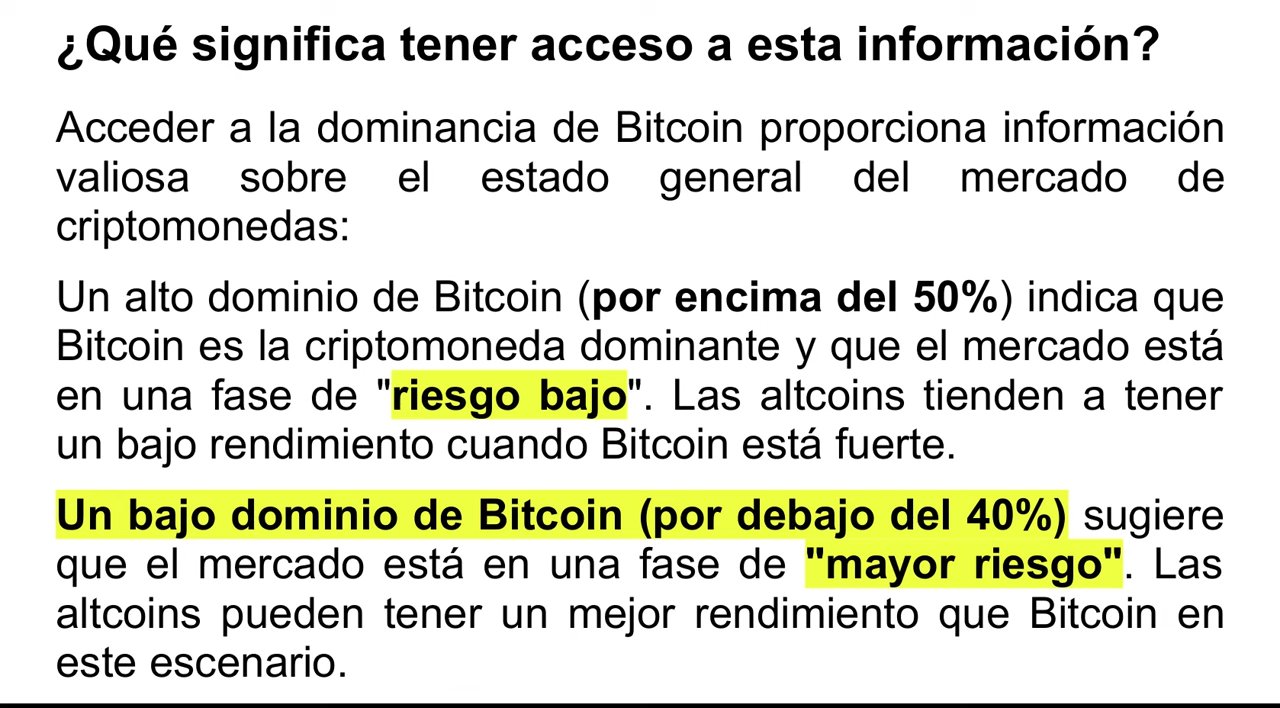 ¿Qué significa tener acceso a esta información?
Acceder a la dominancia de Bitcoin proporciona información
valiosa sobre el estado general del mercado de
criptomonedas:
Un alto dominio de Bitcoin (por encima del 50%) indica que
Bitcoin es la criptomoneda dominante y que el mercado está
en una fase de "riesgo bajo". Las altcoins tienden a tener
un bajo rendimiento cuando Bitcoin está fuerte.
Un bajo dominio de Bitcoin (por debajo del 40%) sugiere
que el mercado está en una fase de "mayor riesgo". Las
altcoins pueden tener un mejor rendimiento que Bitcoin en
este escenario.